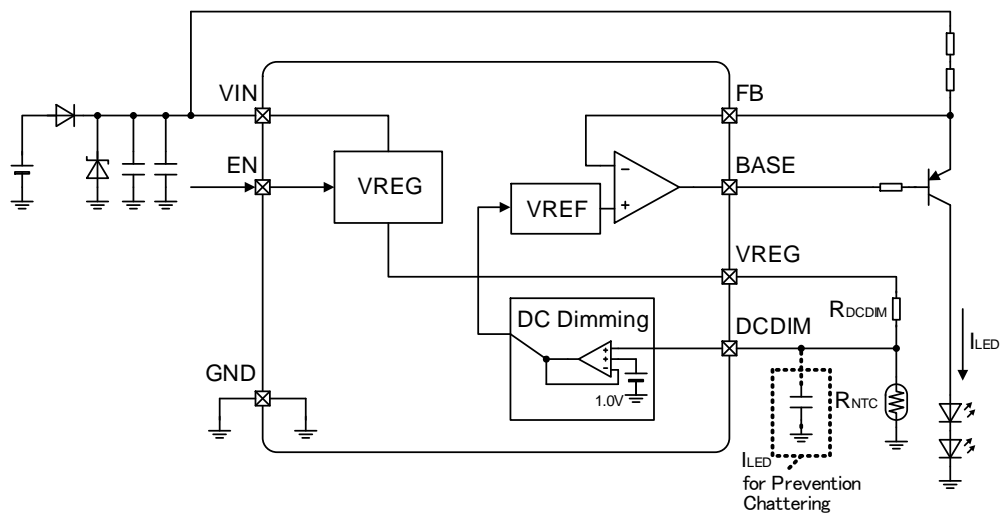 VIN
FB
EN
BASE
VREG
VREF
VREG
DC Dimming
DCDIM
RDCDIM
ILED
GND
1.0V
RNTC
ILED
for Prevention
Chattering